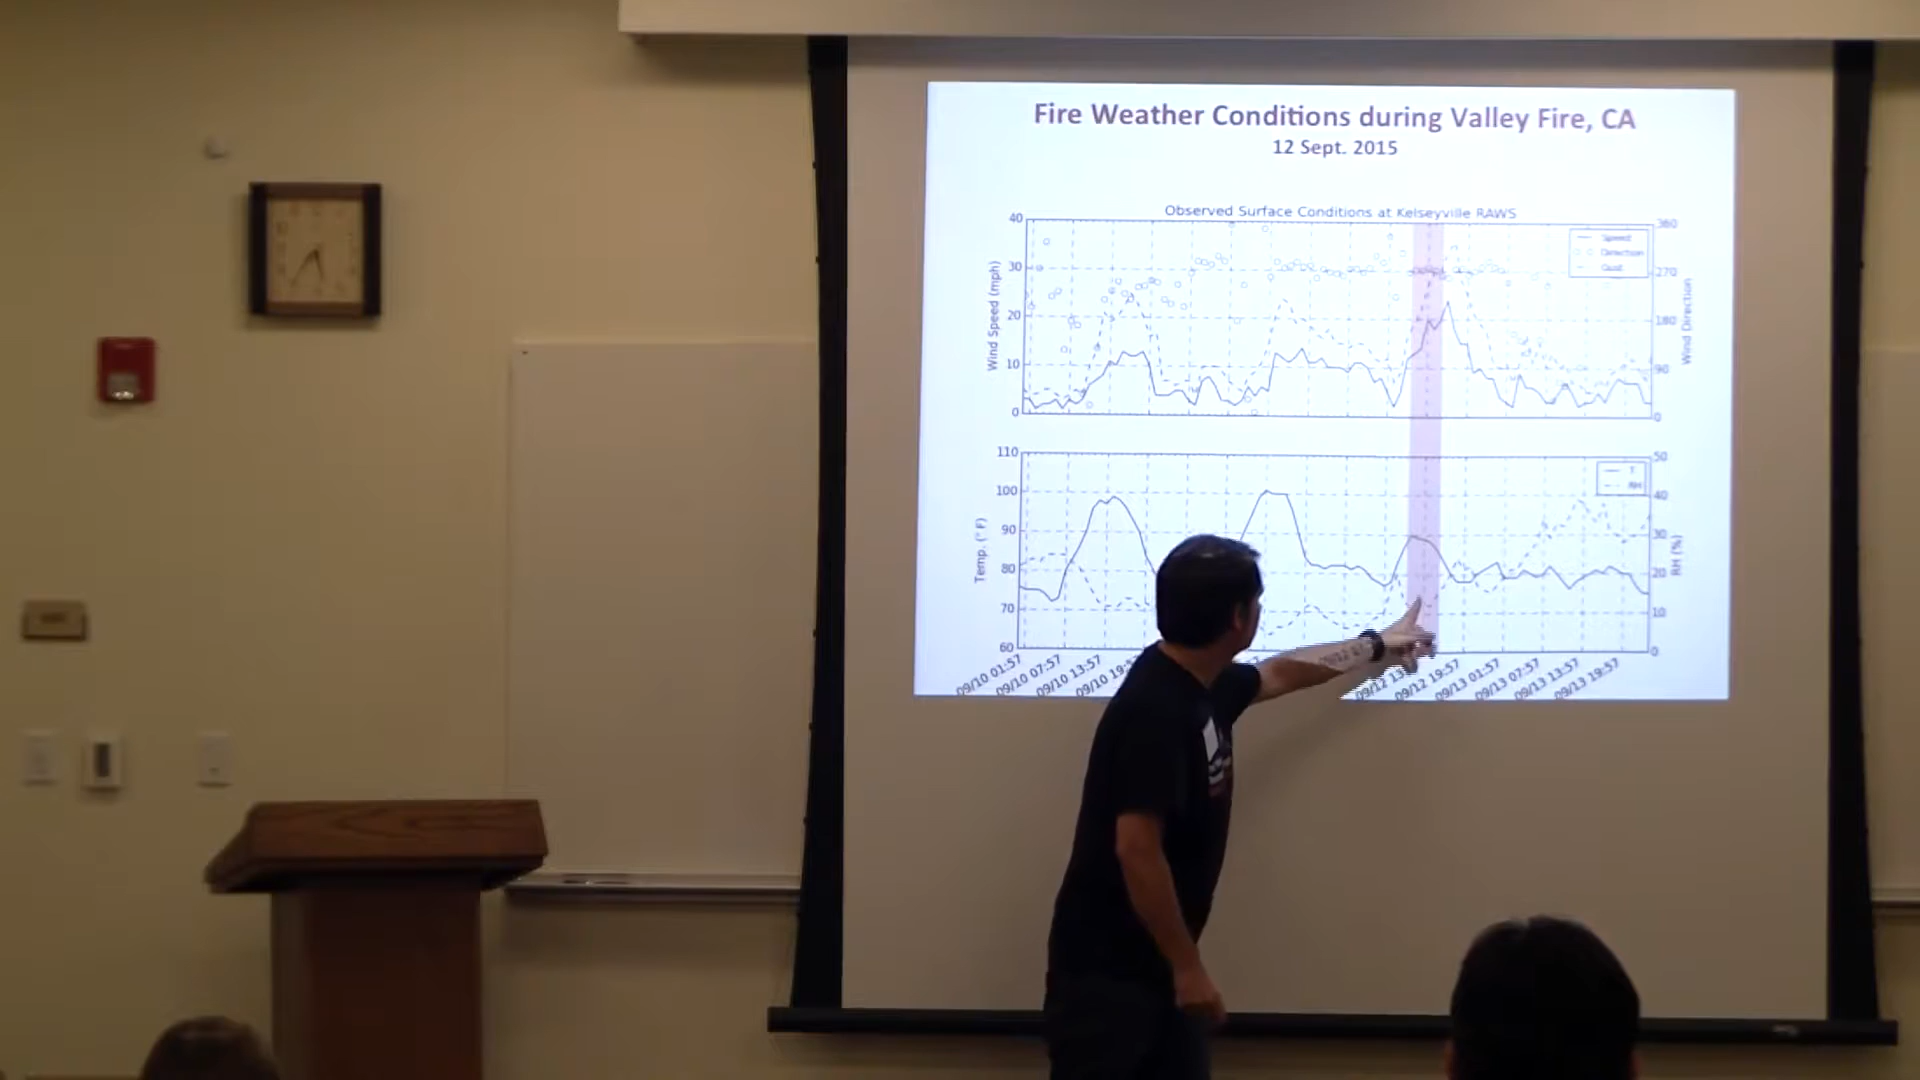 Fire Weather Conditions during Valley Fire, CA
12 Sept. 2015
Observed Surface Conditions at Kelseyville RAWS
40
30
20
10
0
Wind Speed (mph)
360
270
180
90
0
Wind Direction
Speed
Direction
Gust
110
100
90
80
70
60
Temp. (° F)
50
40
30
20
10
0
RH (%)
T
RH
09/10 01:57
09/10 07:57
09/10 13:57
09/10
09/12
09/12 19:57
09/13 01:57
09/13 07:57
09/13 13:57
09/13 19:57